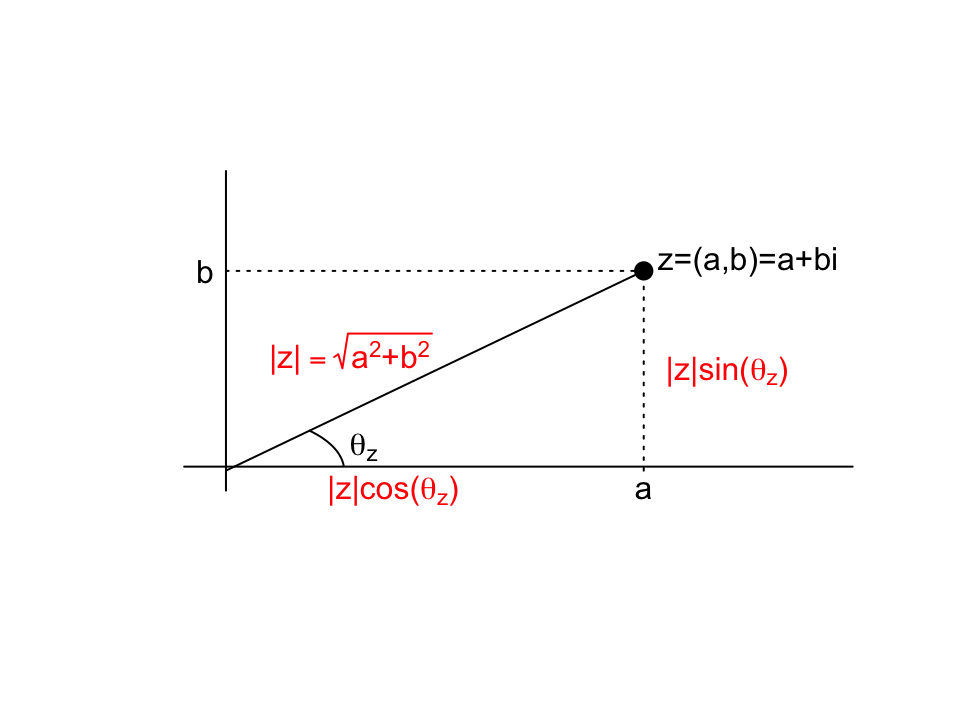 z=(a,b)=a+bi
b
|z| = √a²+b²
|z|sin(θz)
θz
|z|cos(θz)
a